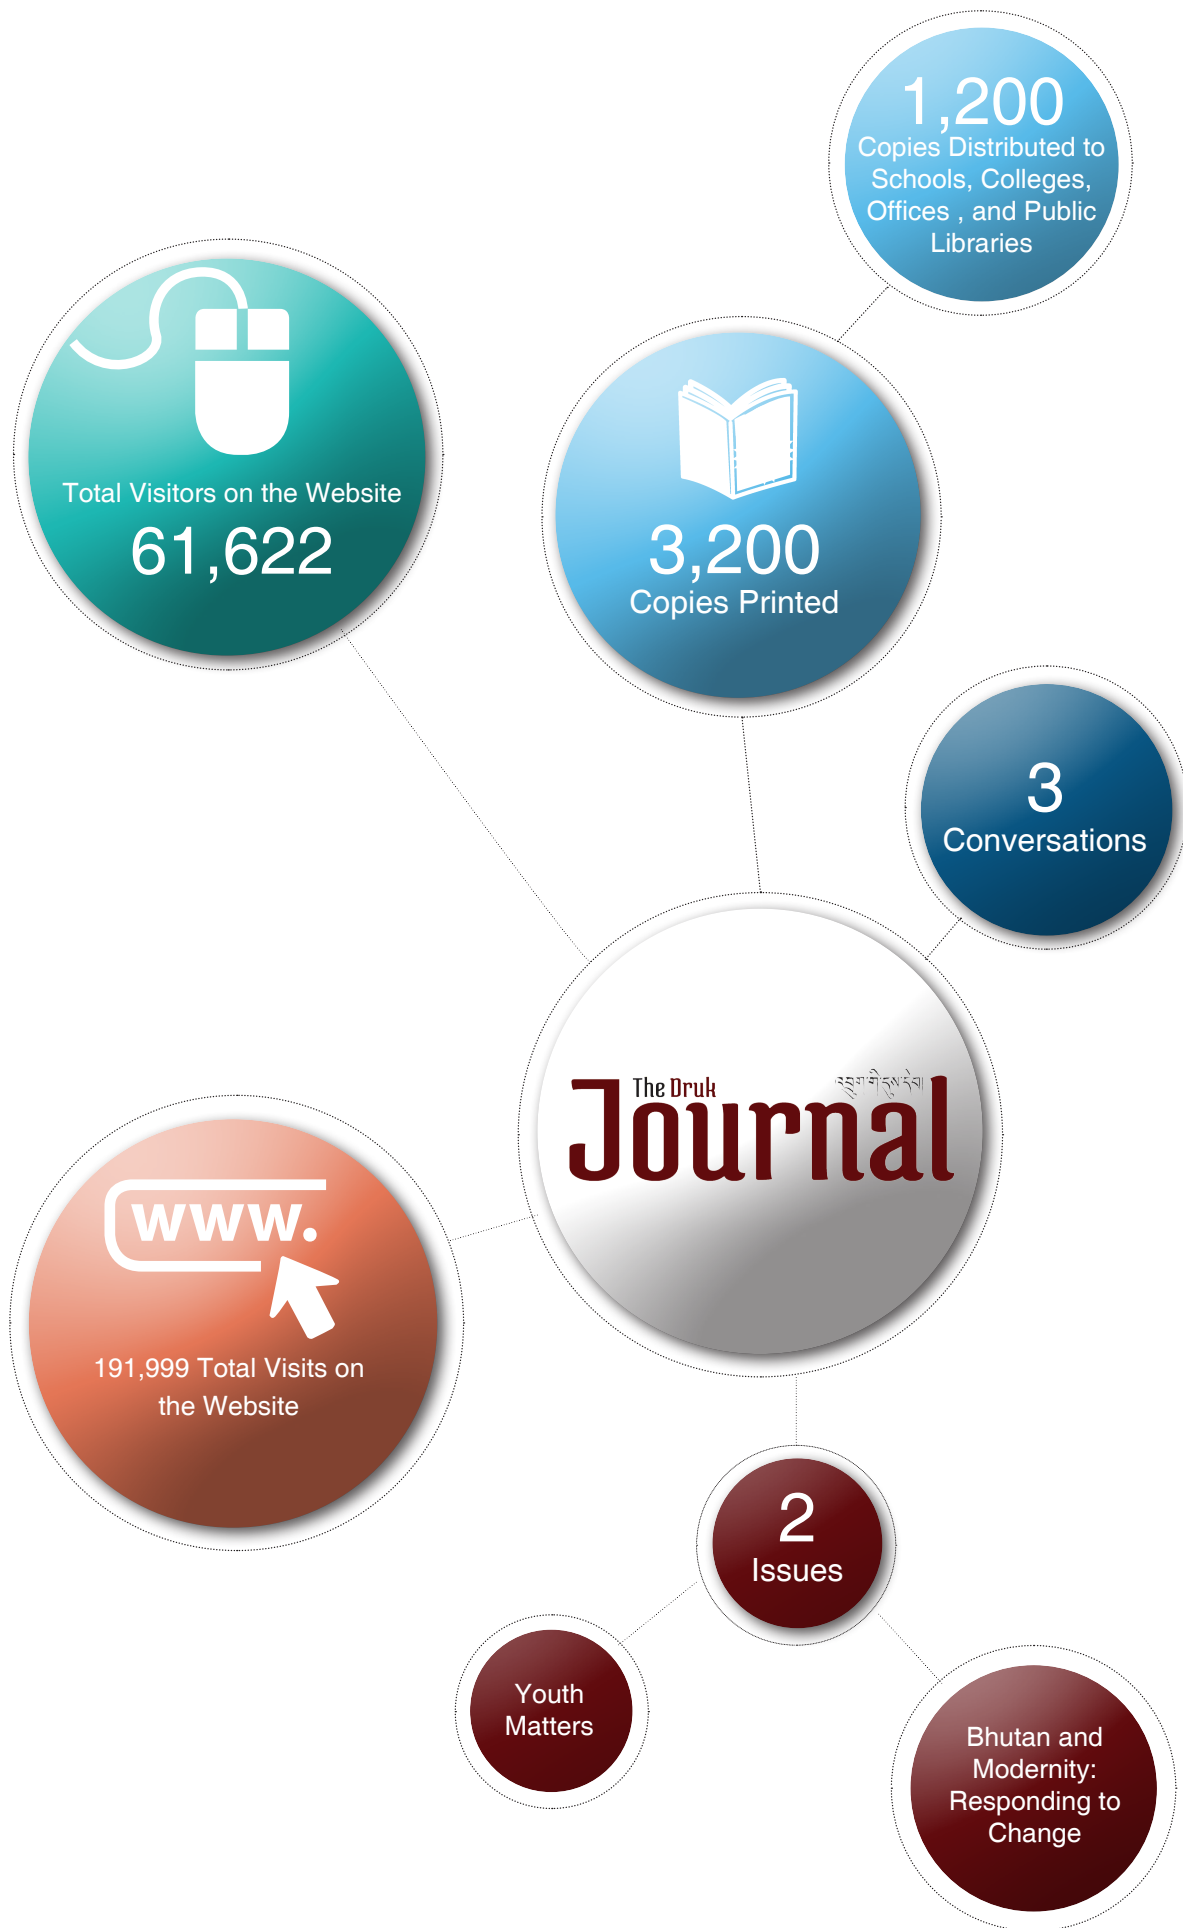 1,200
Copies Distributed to
Schools, Colleges,
Offices , and Public
Libraries
Total Visitors on the Website
61,622
3,200
Copies Printed
3
Conversations
The Druk
འབྲུག་གི་དུས་དེབ།
Journal
www.
191,999 Total Visits on
the Website
2
Issues
Youth
Matters
Bhutan and
Modernity:
Responding to
Change